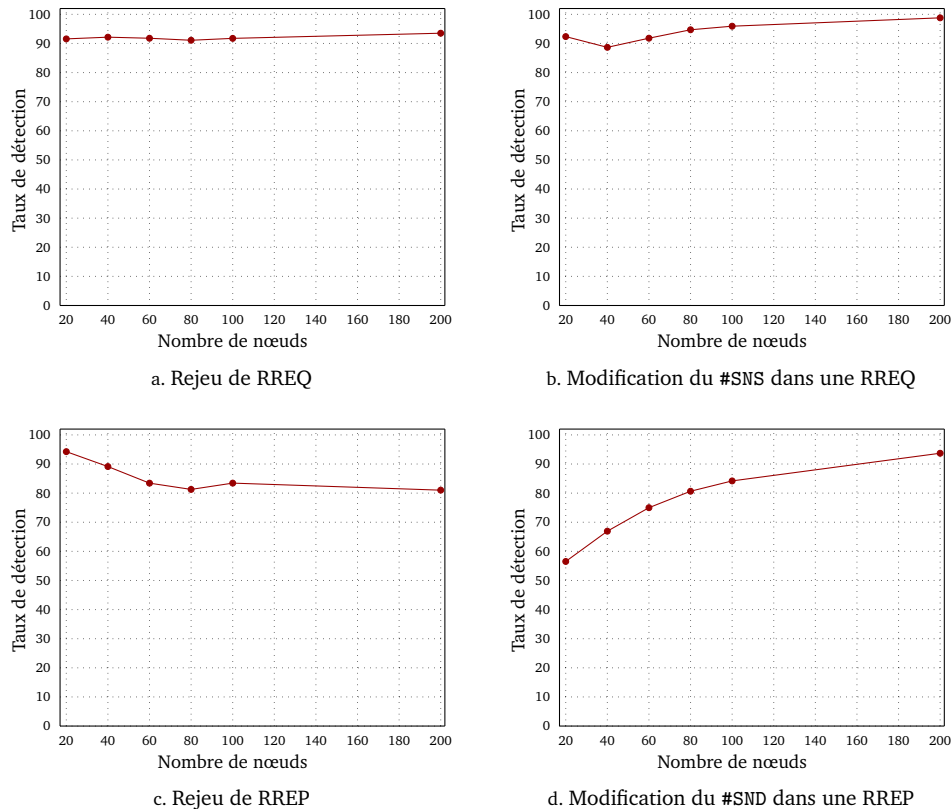 100
90
80
70
60
50
40
30
20
10
0
Taux de détection
20 40 60 80 100 120 140 160 180 200
Nombre de nœuds
a. Rejeu de RREQ
100
90
80
70
60
50
40
30
20
10
0
Taux de détection
20 40 60 80 100 120 140 160 180 200
Nombre de nœuds
b. Modification du #SNS dans une RREQ
100
90
80
70
60
50
40
30
20
10
0
Taux de détection
20 40 60 80 100 120 140 160 180 200
Nombre de nœuds
c. Rejeu de RREP
100
90
80
70
60
50
40
30
20
10
0
Taux de détection
20 40 60 80 100 120 140 160 180 200
Nombre de nœuds
d. Modification du #SND dans une RREP